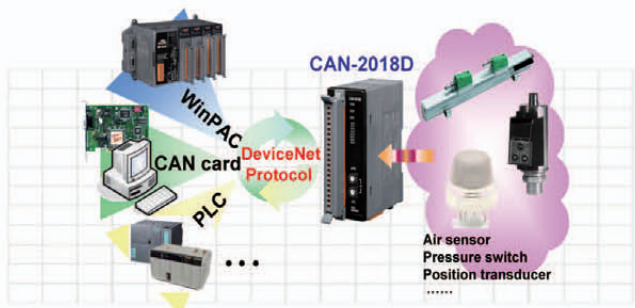 CAN-2018D
WinPAC
CAN card
DeviceNet
Protocol
PLC
...
Air sensor
Pressure switch
Position transducer
......